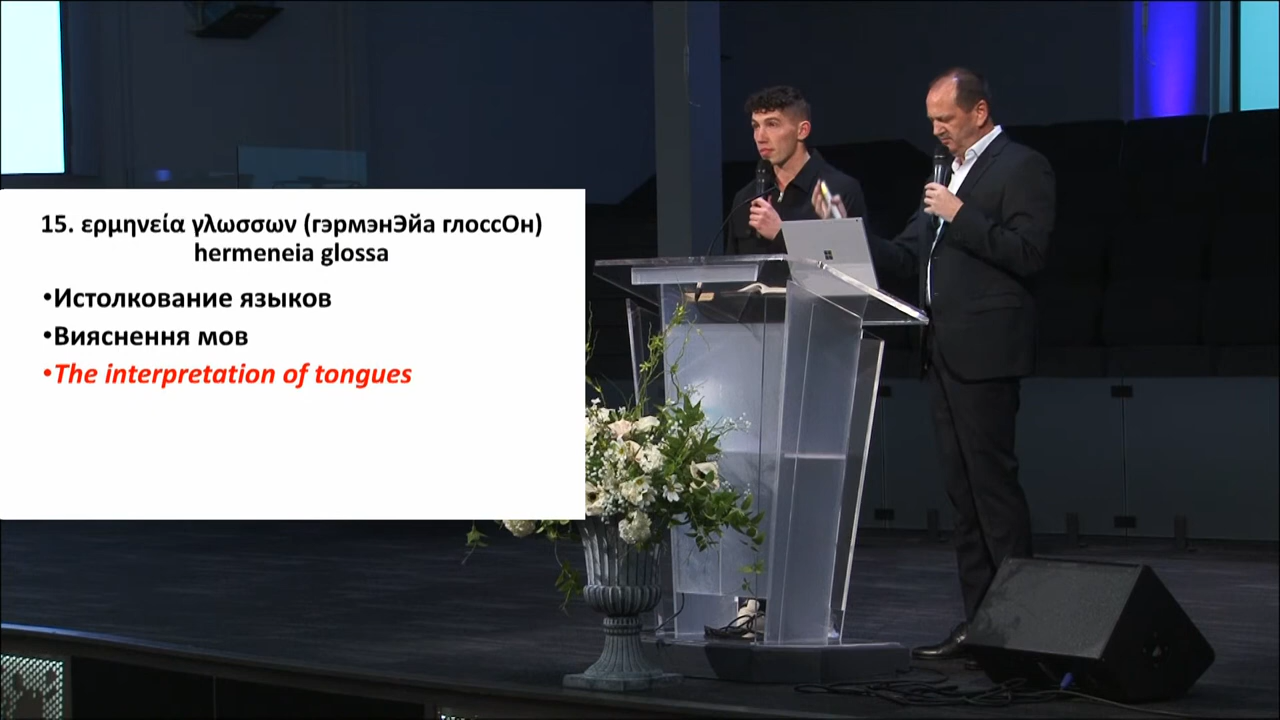 15. ερμηνεία γλωσσων (гэрмэнЭйа глоссОн)
hermeneia glossa
•Истолкование языков
•Вияснення мов
•The interpretation of tongues